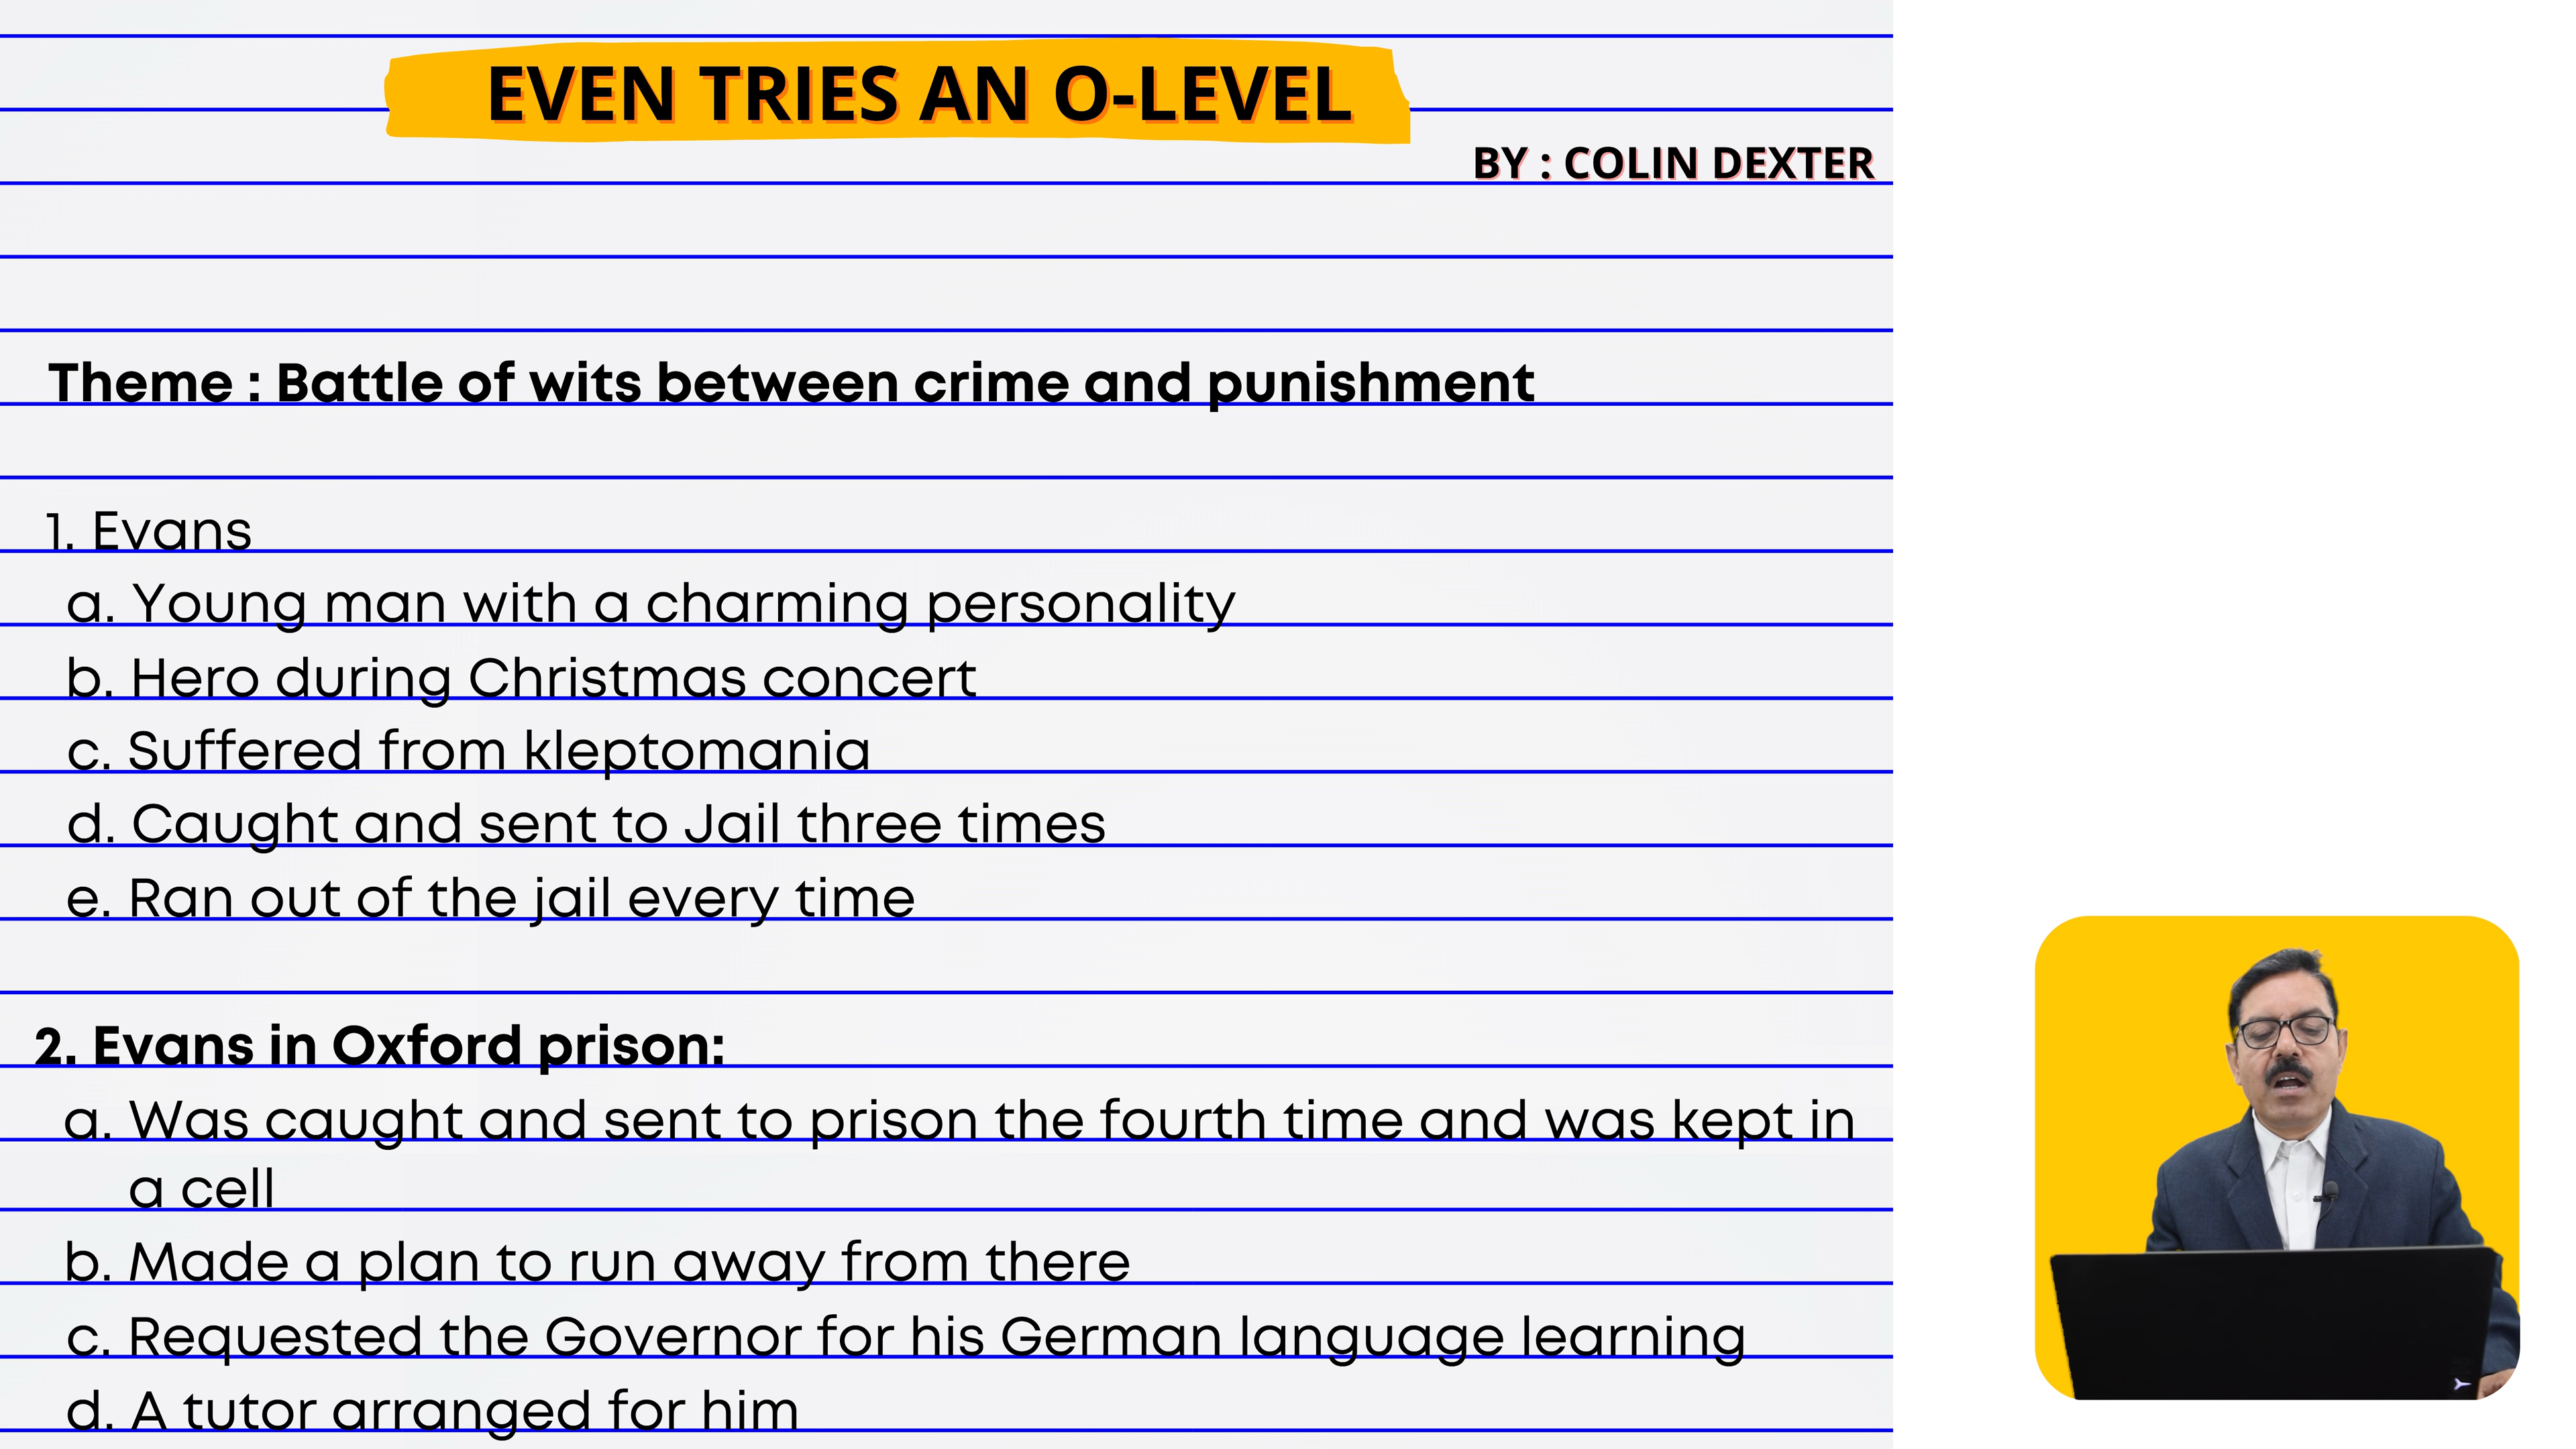 EVEN TRIES AN O-LEVEL
BY : COLIN DEXTER
Theme : Battle of wits between crime and punishment
1. Evans
a. Young man with a charming personality
b. Hero during Christmas concert
c. Suffered from kleptomania
d. Caught and sent to Jail three times
e. Ran out of the jail every time
2. Evans in Oxford prison:
a. Was caught and sent to prison the fourth time and was kept in
a cell
b. Made a plan to run away from there
c. Requested the Governor for his German language learning
d. A tutor arranged for him